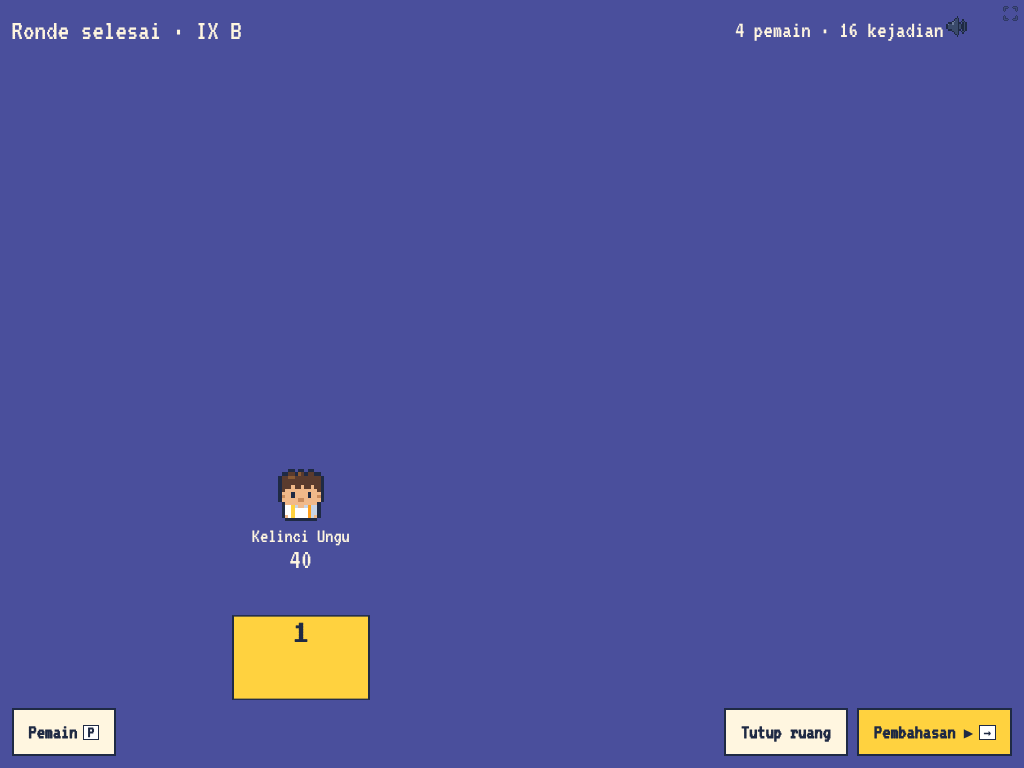 Ronde selesai · IX B
4 pemain · 16 kejadian
Kelinci Ungu
40
1
Pemain P
Tutup ruang
Pembahasan ▶ →